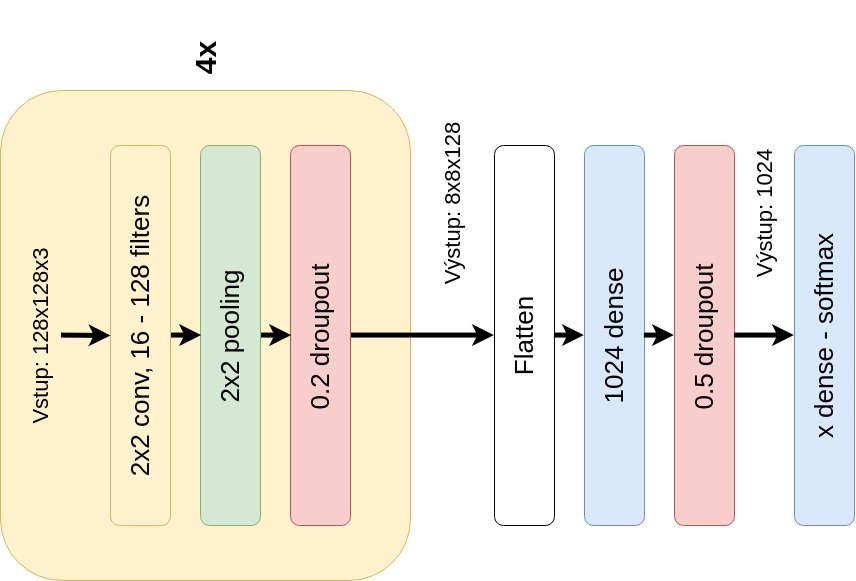 4x
Vstup: 128x128x3
2x2 conv, 16 - 128 filters
2x2 pooling
0.2 droupout
Výstup: 8x8x128
Flatten
1024 dense
0.5 droupout
Výstup: 1024
x dense - softmax